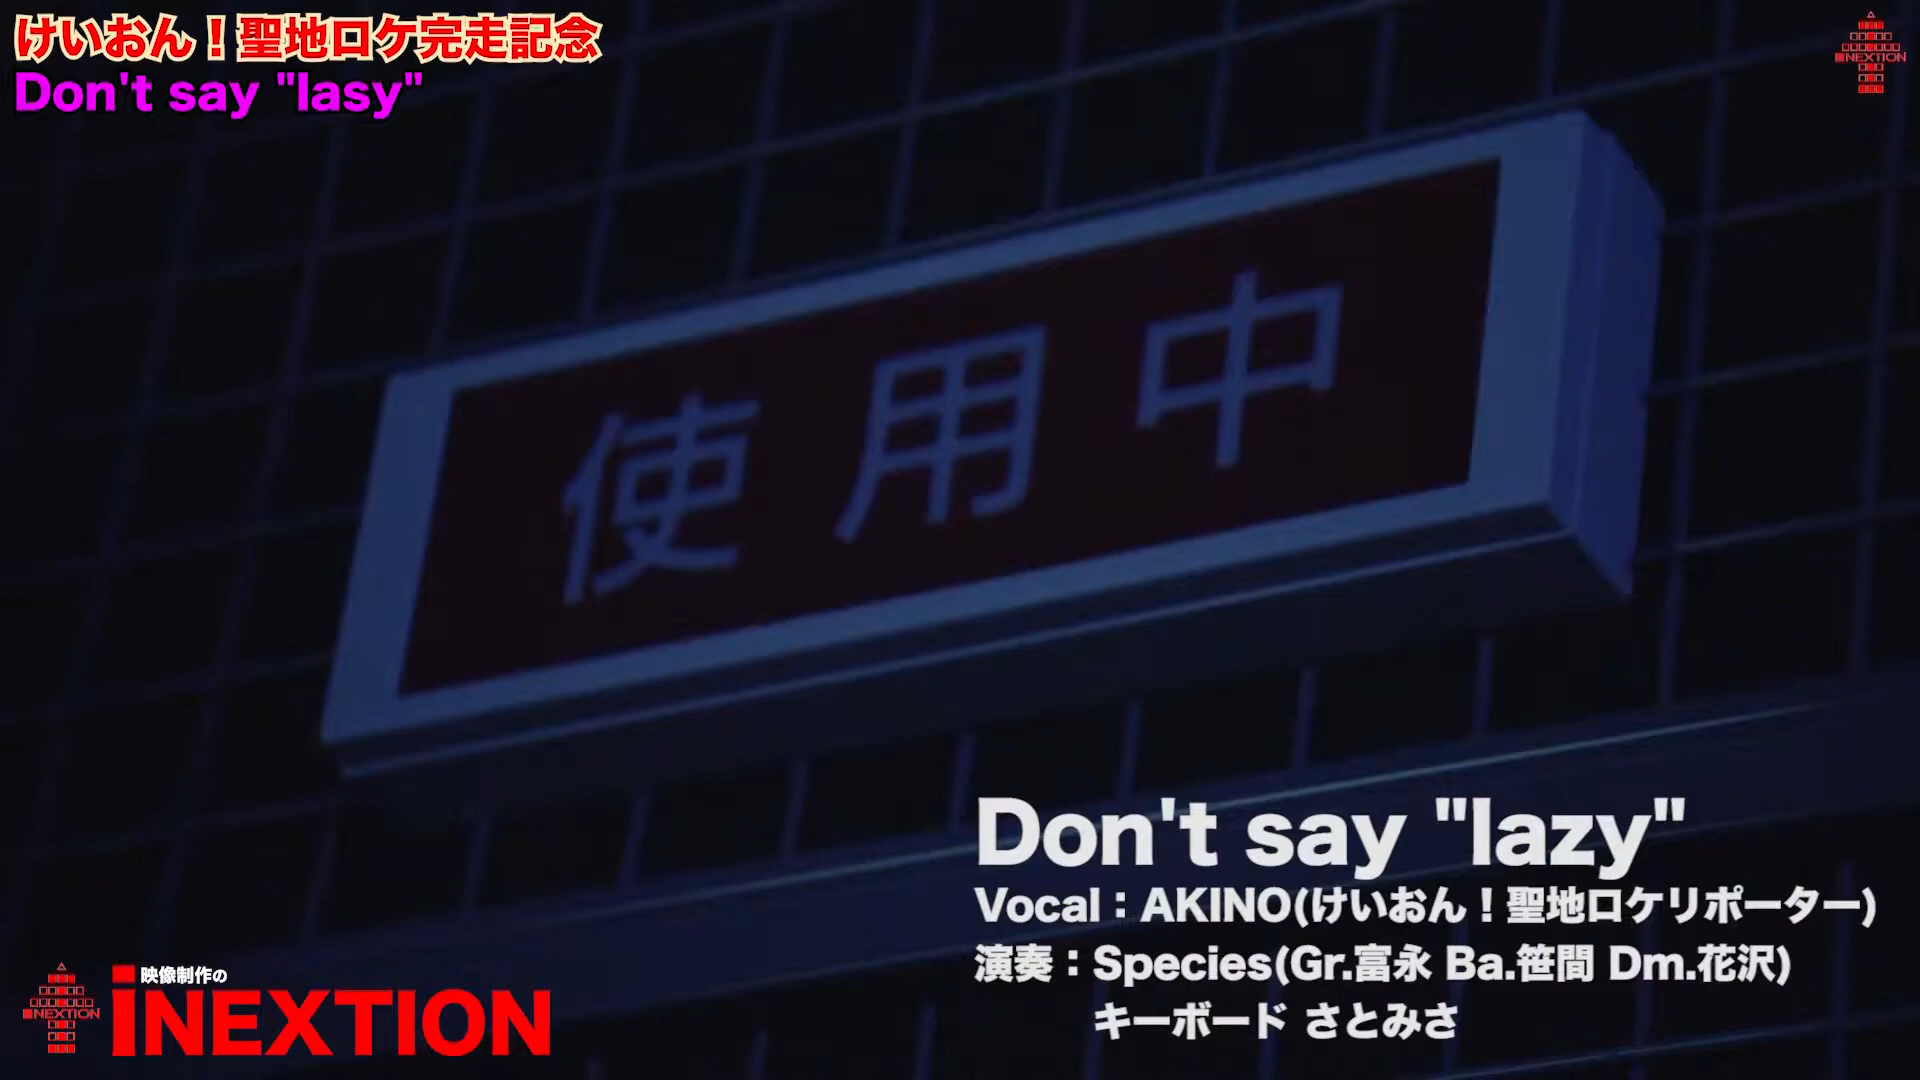 けいおん！聖地ロケ完走記念
Don't say "lasy"
iNEXTION
使用中
Don't say "lazy"
Vocal：AKINO(けいおん！聖地ロケリポーター)
演奏：Species(Gr.富永 Ba.笹間 Dm.花沢)
キーボード さとみさ
映像制作の
iNEXTION
iNEXTION